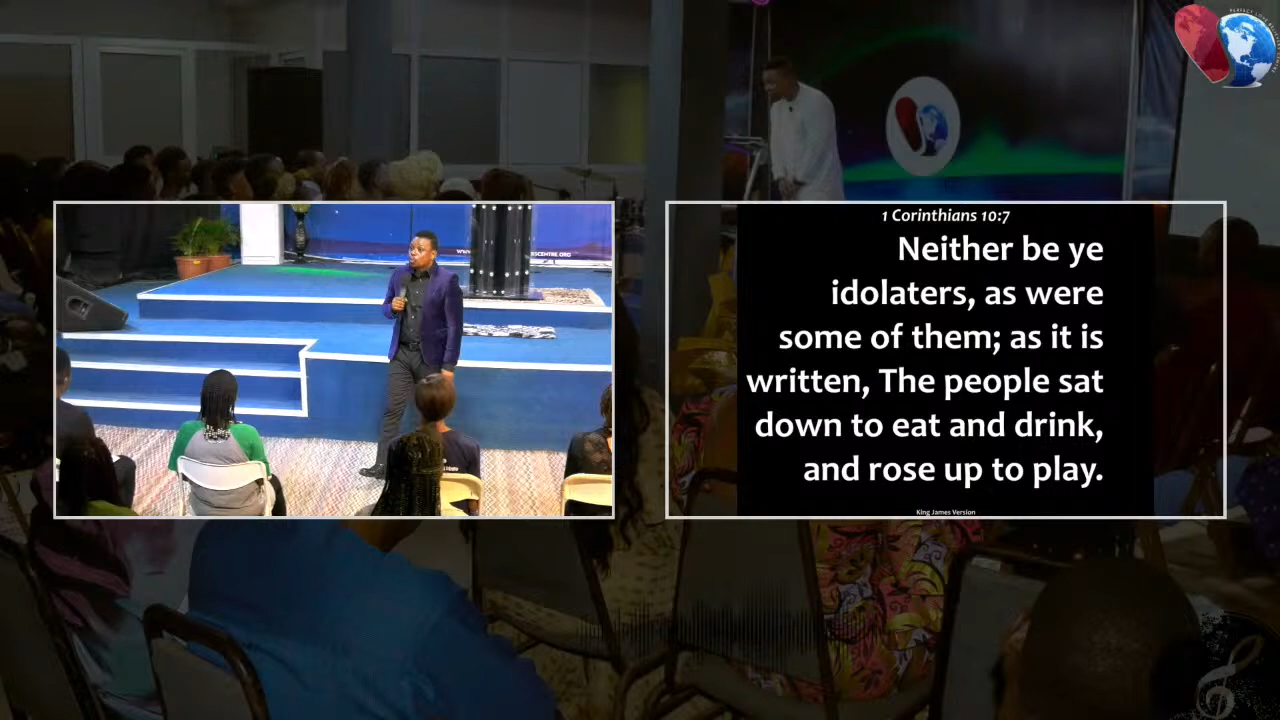 1 Corinthians 10:7
Neither be ye
idolaters, as were
some of them; as it is
written, The people sat
down to eat and drink,
and rose up to play.
King James Version